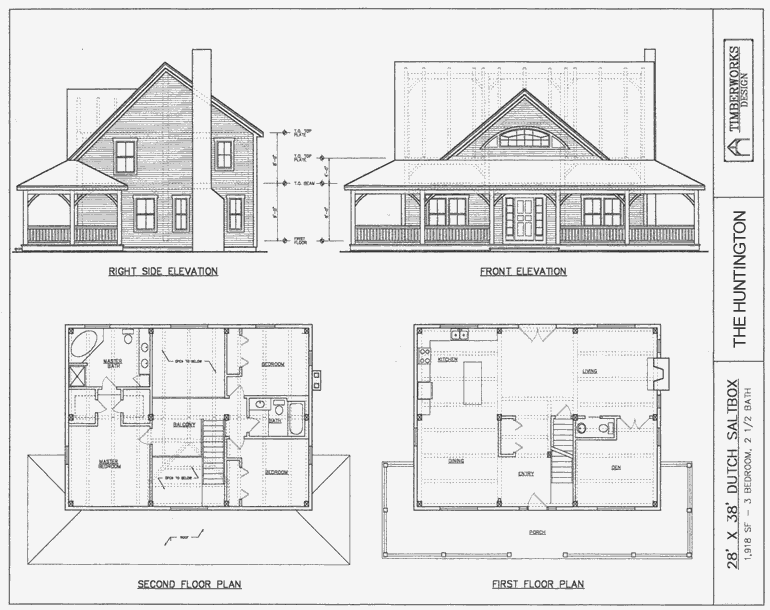 T.O. TOP
PLATE
T.O. TOP
PLATE
T.O. BEAM
FIRST
FLOOR
RIGHT SIDE ELEVATION
FRONT ELEVATION
MASTER
BATH
OPEN TO BELOW
BEDROOM
BALCONY
BATH
MASTER
BEDROOM
OPEN TO BELOW
BEDROOM
ROOF
SECOND FLOOR PLAN
KITCHEN
LIVING
DINING
ENTRY
DEN
PORCH
FIRST FLOOR PLAN
TIMBERWORKS
DESIGN
THE HUNTINGTON
28' X 38' DUTCH SALTBOX
1,918 SF - 3 BEDROOM, 2 1/2 BATH